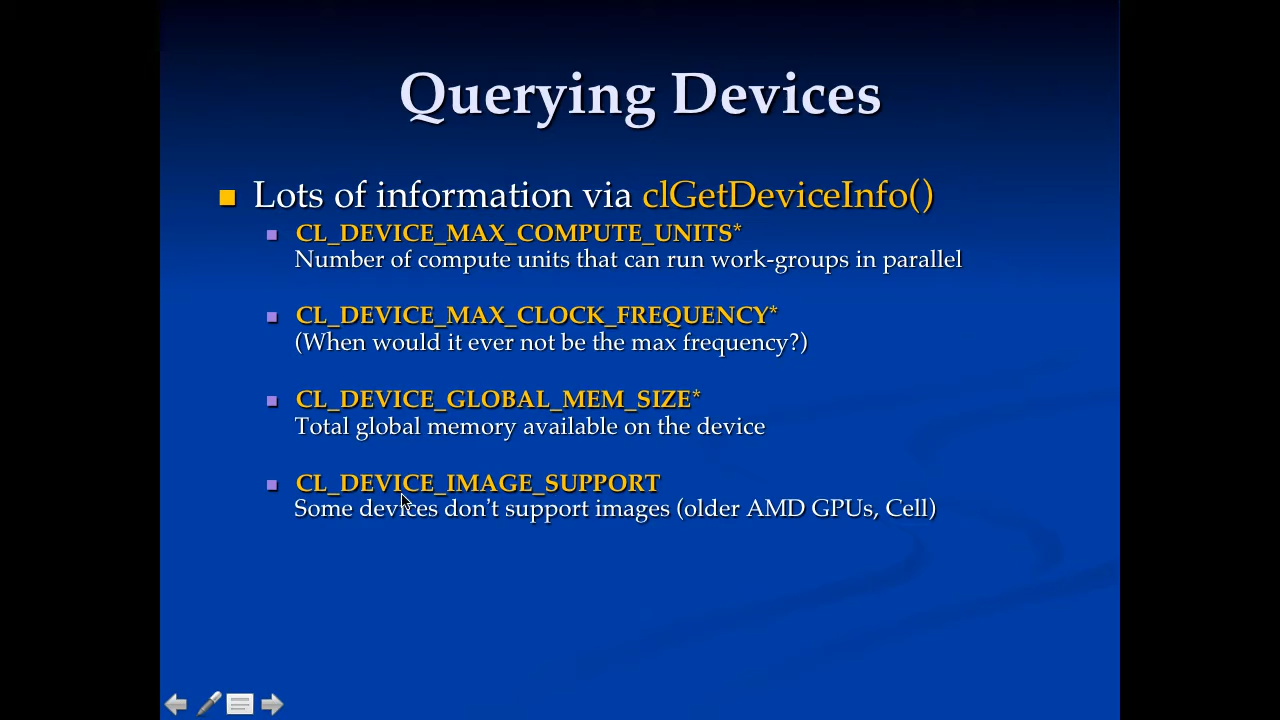 Querying Devices
Lots of information via clGetDeviceInfo()
CL_DEVICE_MAX_COMPUTE_UNITS*
Number of compute units that can run work-groups in parallel
CL_DEVICE_MAX_CLOCK_FREQUENCY*
(When would it ever not be the max frequency?)
CL_DEVICE_GLOBAL_MEM_SIZE*
Total global memory available on the device
CL_DEVICE_IMAGE_SUPPORT
Some devices don’t support images (older AMD GPUs, Cell)